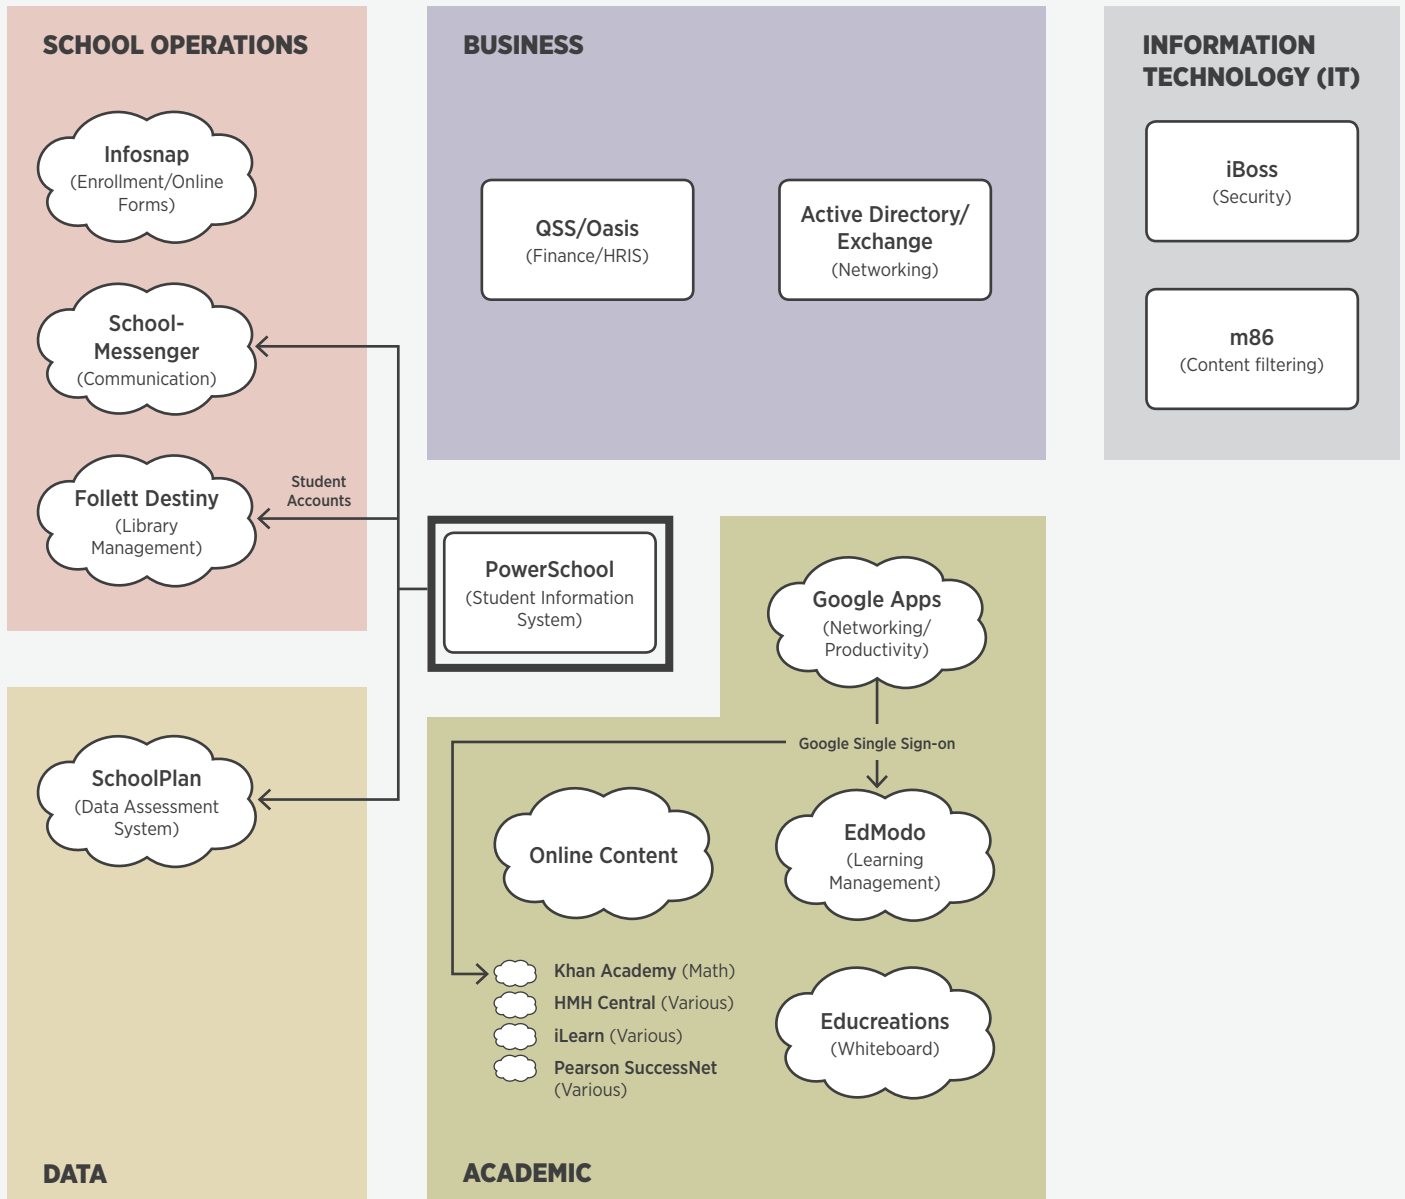 SCHOOL OPERATIONS
Infosnap
(Enrollment/Online
Forms)
School-
Messenger
(Communication)
Follett Destiny
(Library
Management)
Student
Accounts
BUSINESS
QSS/Oasis
(Finance/HRIS)
Active Directory/
Exchange
(Networking)
INFORMATION
TECHNOLOGY (IT)
iBoss
(Security)
m86
(Content filtering)
PowerSchool
(Student Information
System)
SchoolPlan
(Data Assessment
System)
DATA
Google Apps
(Networking/
Productivity)
Google Single Sign-on
Online Content
EdModo
(Learning
Management)
Khan Academy (Math)
HMH Central (Various)
iLearn (Various)
Pearson SuccessNet
(Various)
Educreations
(Whiteboard)
ACADEMIC